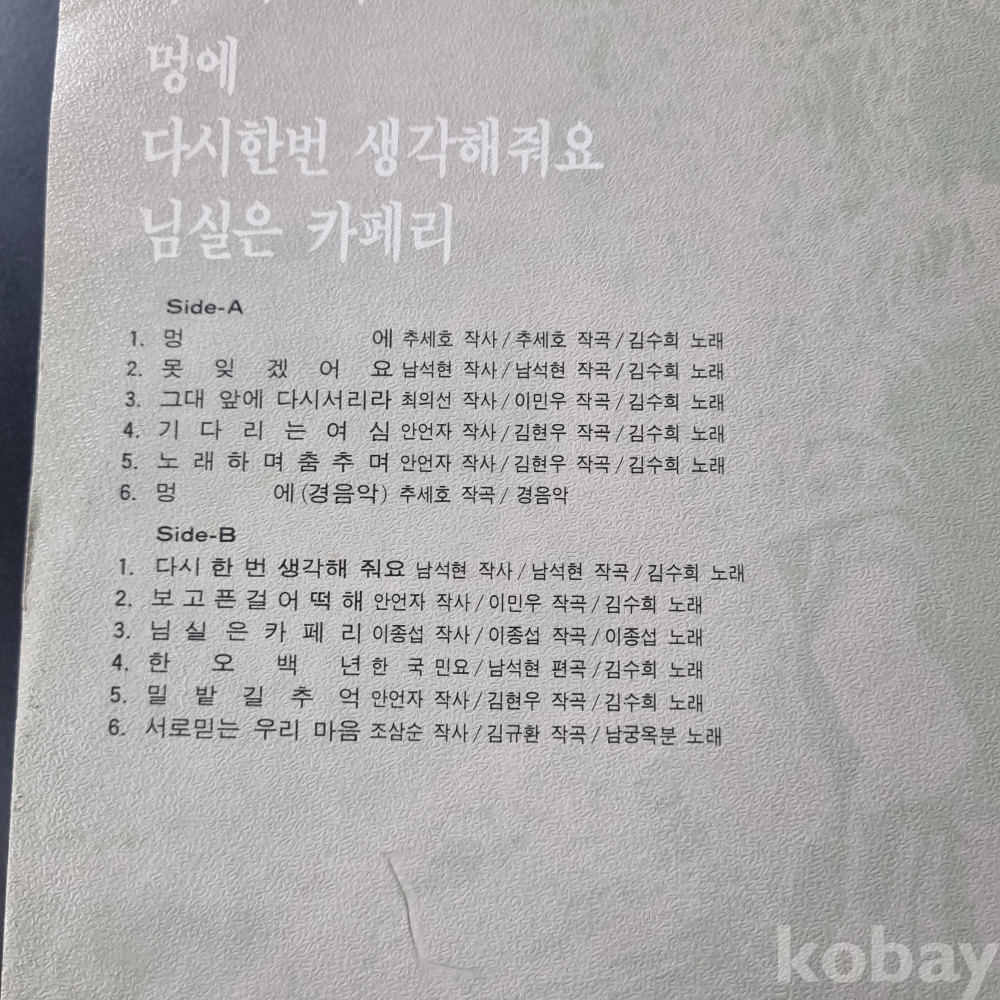 멍에
다시한번 생각해줘요
님실은 카페리
Side-A
1. 멍 에 추세호 작사/추세호 작곡/김수희 노래
2. 못 잊 겠 어 요 남석현 작사/남석현 작곡/김수희 노래
3. 그대 앞에 다시서리라 최의선 작사/이민우 작곡/김수희 노래
4. 기 다 리 는 여 심 안언자 작사/김현우 작곡/김수희 노래
5. 노 래 하 며 춤 추 며 안언자 작사/김현우 작곡/김수희 노래
6. 멍 에(경음악) 추세호 작곡/경음악
Side-B
1. 다시 한 번 생각해 줘요 남석현 작사/남석현 작곡/김수희 노래
2. 보 고 픈 걸 어 떡 해 안언자 작사/이민우 작곡/김수희 노래
3. 님 실 은 카 페 리 이종섭 작사/이종섭 작곡/이종섭 노래
4. 한 오 백 년 한 국 민요/남석현 편곡/김수희 노래
5. 밀 밭 길 추 억 안언자 작사/김현우 작곡/김수희 노래
6. 서로믿는 우리 마음 조삼순 작사/김규환 작곡/남궁옥분 노래
kobay